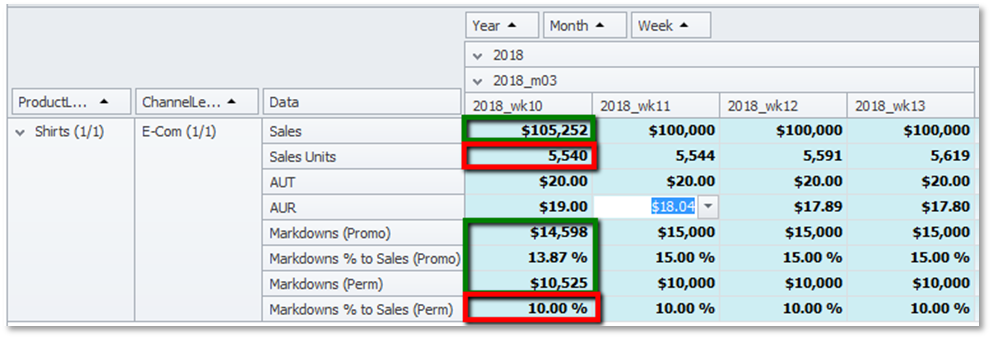 Year Month Week
2018
2018_m03
ProductL... ChannelLe... Data 2018_wk10 2018_wk11 2018_wk12 2018_wk13
Shirts (1/1) E-Com (1/1) Sales $105,252 $100,000 $100,000 $100,000
Sales Units 5,540 5,544 5,591 5,619
AUT $20.00 $20.00 $20.00 $20.00
AUR $19.00 $18.04 $17.89 $17.80
Markdowns (Promo) $14,598 $15,000 $15,000 $15,000
Markdowns % to Sales (Promo) 13.87 % 15.00 % 15.00 % 15.00 %
Markdowns (Perm) $10,525 $10,000 $10,000 $10,000
Markdowns % to Sales (Perm) 10.00 % 10.00 % 10.00 % 10.00 %